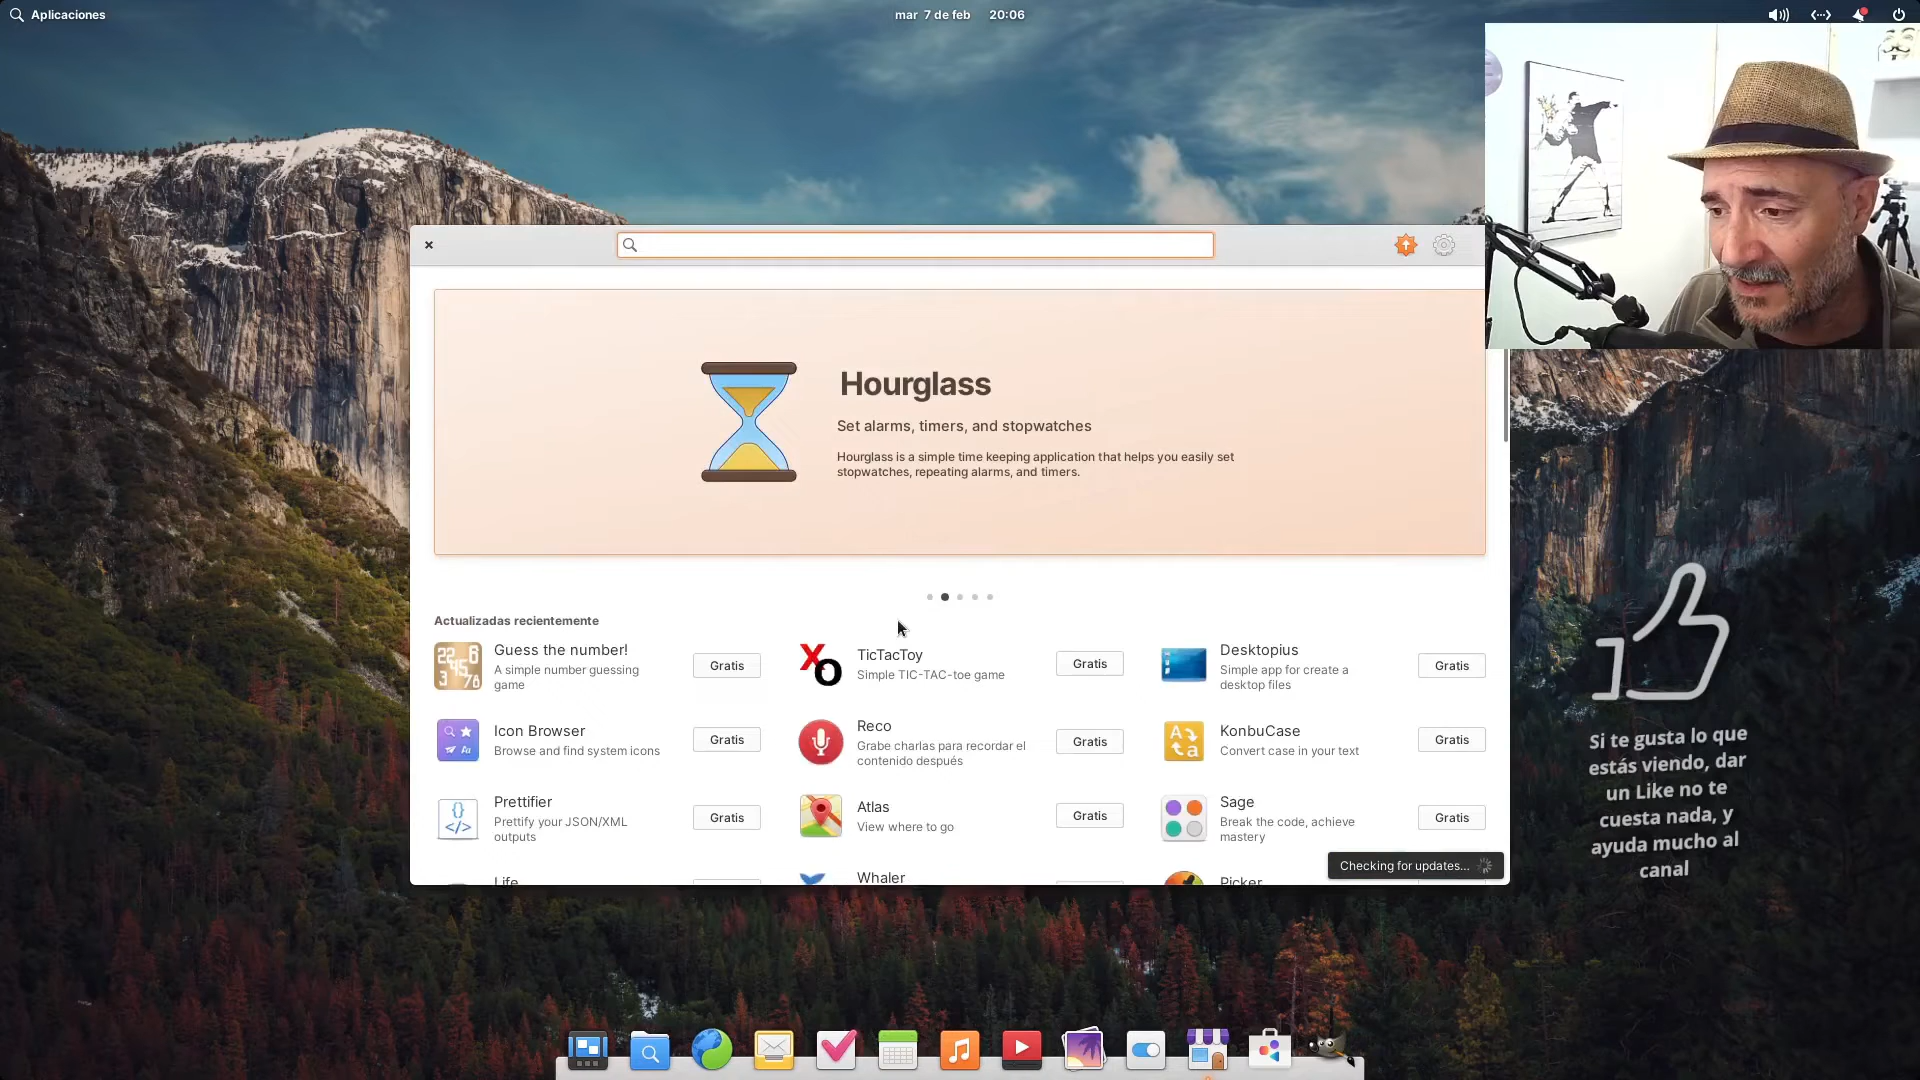 Aplicaciones
mar 7 de feb 20:06
Hourglass
Set alarms, timers, and stopwatches
Hourglass is a simple time keeping application that helps you easily set
stopwatches, repeating alarms, and timers.
Actualizadas recientemente
Guess the number!
A simple number guessing
game
Gratis
TicTacToy
Simple TIC-TAC-toe game
Gratis
Desktopius
Simple app for create a
desktop files
Gratis
Icon Browser
Browse and find system icons
Gratis
Reco
Grabe charlas para recordar el
contenido después
Gratis
KonbuCase
Convert case in your text
Gratis
Prettifier
Prettify your JSON/XML
outputs
Gratis
Atlas
View where to go
Gratis
Sage
Break the code, achieve
mastery
Gratis
Life
Whaler
Picker
Checking for updates...
Si te gusta lo que
estás viendo, dar
un Like no te
cuesta nada, y
ayuda mucho al
canal